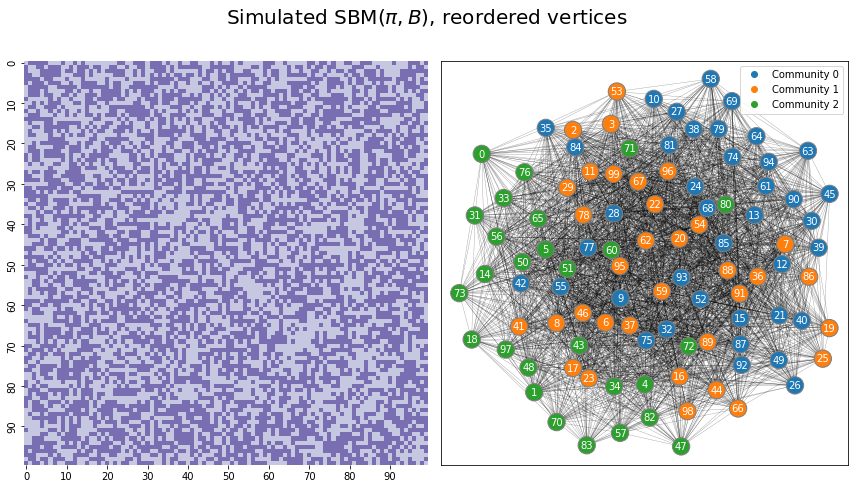 Simulated SBM(π, B), reordered vertices
0
10
20
30
40
50
60
70
80
90
0 10 20 30 40 50 60 70 80 90
Community 0
Community 1
Community 2
58
53 10 69
27
35 2 3 38 79 64
84 71 81 63
0 74 94
76 11 99 67 96
29 24 61 45
33 22 68 80 90
31 65 78 28 13 30
56 54
5 77 60 62 20 85 7 39
50 51 95 88 12
14 42 55 93 36 86
73 9 59 52 91
46 15 21 40
41 8 6 37 32 19
18 97 43 75 72 89 87
48 17 23 16 92 49 25
1 34 4 44 26
70 82 98 66
83 57 47